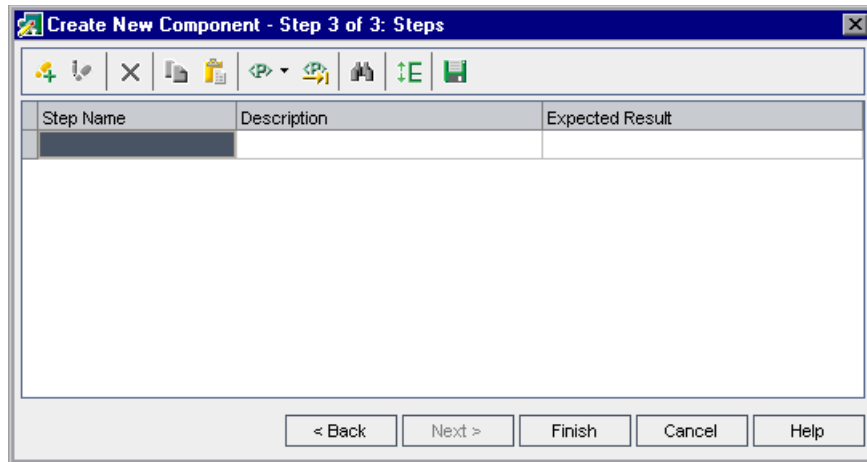 Create New Component - Step 3 of 3: Steps
<P> <P>
Step Name Description Expected Result
< Back Next > Finish Cancel Help